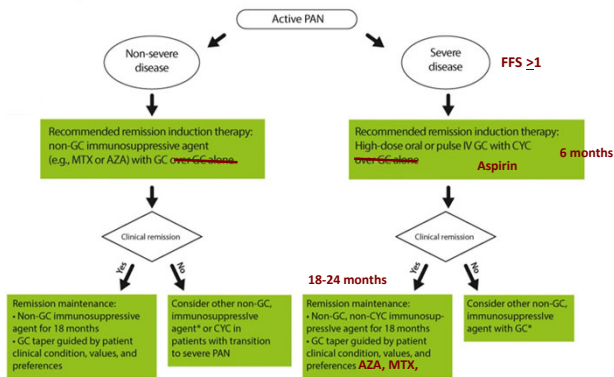 Active PAN
Non-severe
disease
Severe
disease
FFS >1
Recommended remission induction therapy:
non-GC immunosuppressive agent
(e.g., MTX or AZA) with GC over GC alone
Recommended remission induction therapy:
High-dose oral or pulse IV GC with CYC
over GC alone
Aspirin
6 months
Clinical remission
Clinical remission
Yes
No
Yes
No
18-24 months
Remission maintenance:
• Non-GC immunosuppressive
agent for 18 months
• GC taper guided by patient
clinical condition, values, and
preferences
Consider other non-GC,
immunosuppressive
agent* or CYC in
patients with transition
to severe PAN
Remission maintenance:
• Non-GC, non-CYC immunosup-
pressive agent for 18 months
• GC taper guided by patient
clinical condition, values, and
preferences AZA, MTX,
Consider other non-GC,
immunosuppressive
agent with GC*